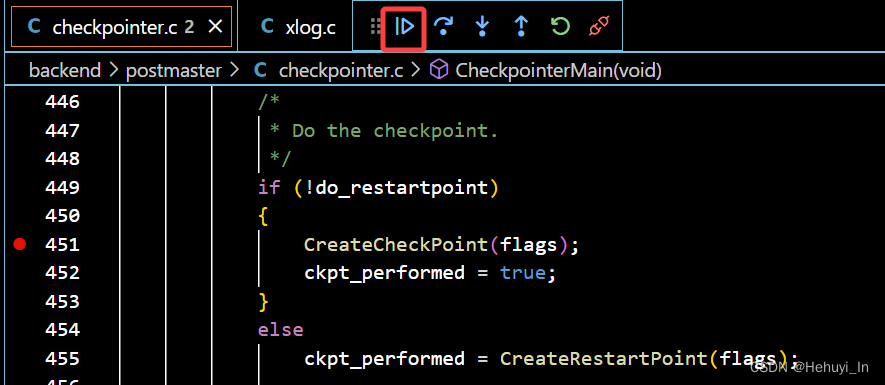 C checkpointer.c 2 × C xlog.c
backend > postmaster > C checkpointer.c > CheckpointerMain(void)
446 /*
447 * Do the checkpoint.
448 */
449 if (!do_restartpoint)
450 {
451 CreateCheckPoint(flags);
452 ckpt_performed = true;
453 }
454 else
455 ckpt_performed = CreateRestartPoint(flags);
CSDN @Hehuyi_In